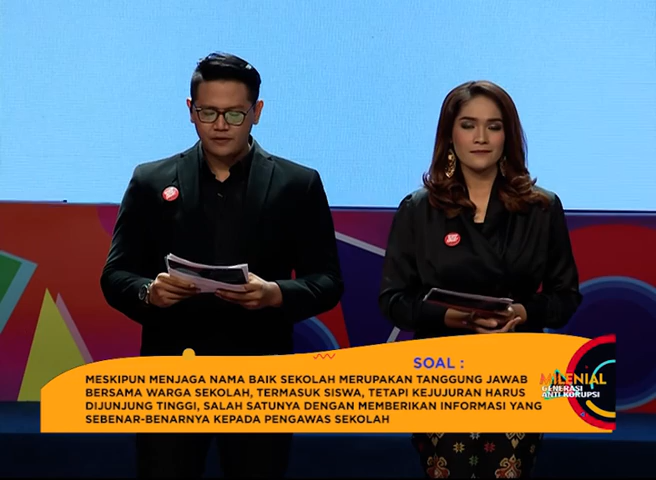 SOAL :
MESKIPUN MENJAGA NAMA BAIK SEKOLAH MERUPAKAN TANGGUNG JAWAB
BERSAMA WARGA SEKOLAH, TERMASUK SISWA, TETAPI KEJUJURAN HARUS
DIJUNJUNG TINGGI, SALAH SATUNYA DENGAN MEMBERIKAN INFORMASI YANG
SEBENAR-BENARNYA KEPADA PENGAWAS SEKOLAH
MILENIAL
GENERASI
ANTI KORUPSI